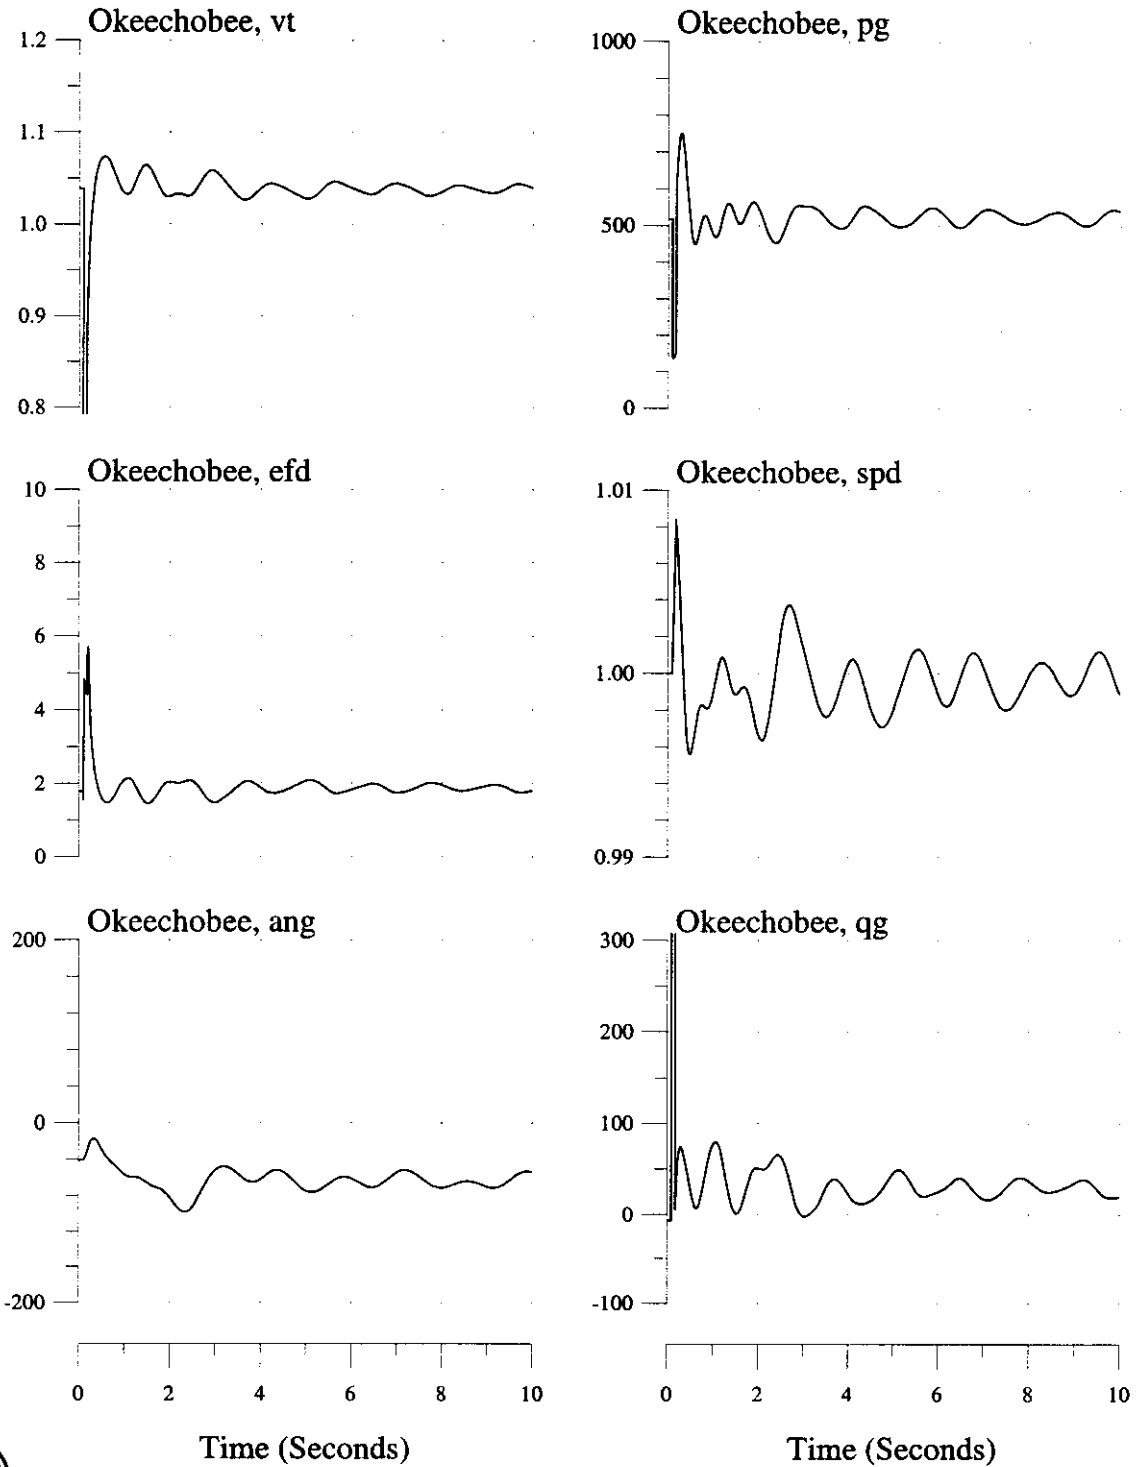 Okeechobee, vt
1.2
1.1
1.0
0.9
0.8
Okeechobee, pg
1000
500
0
Okeechobee, efd
10
8
6
4
2
0
Okeechobee, spd
1.01
1.00
0.99
Okeechobee, ang
200
0
-200
Okeechobee, qg
300
200
100
0
-100
0 2 4 6 8 10
Time (Seconds)
0 2 4 6 8 10
Time (Seconds)